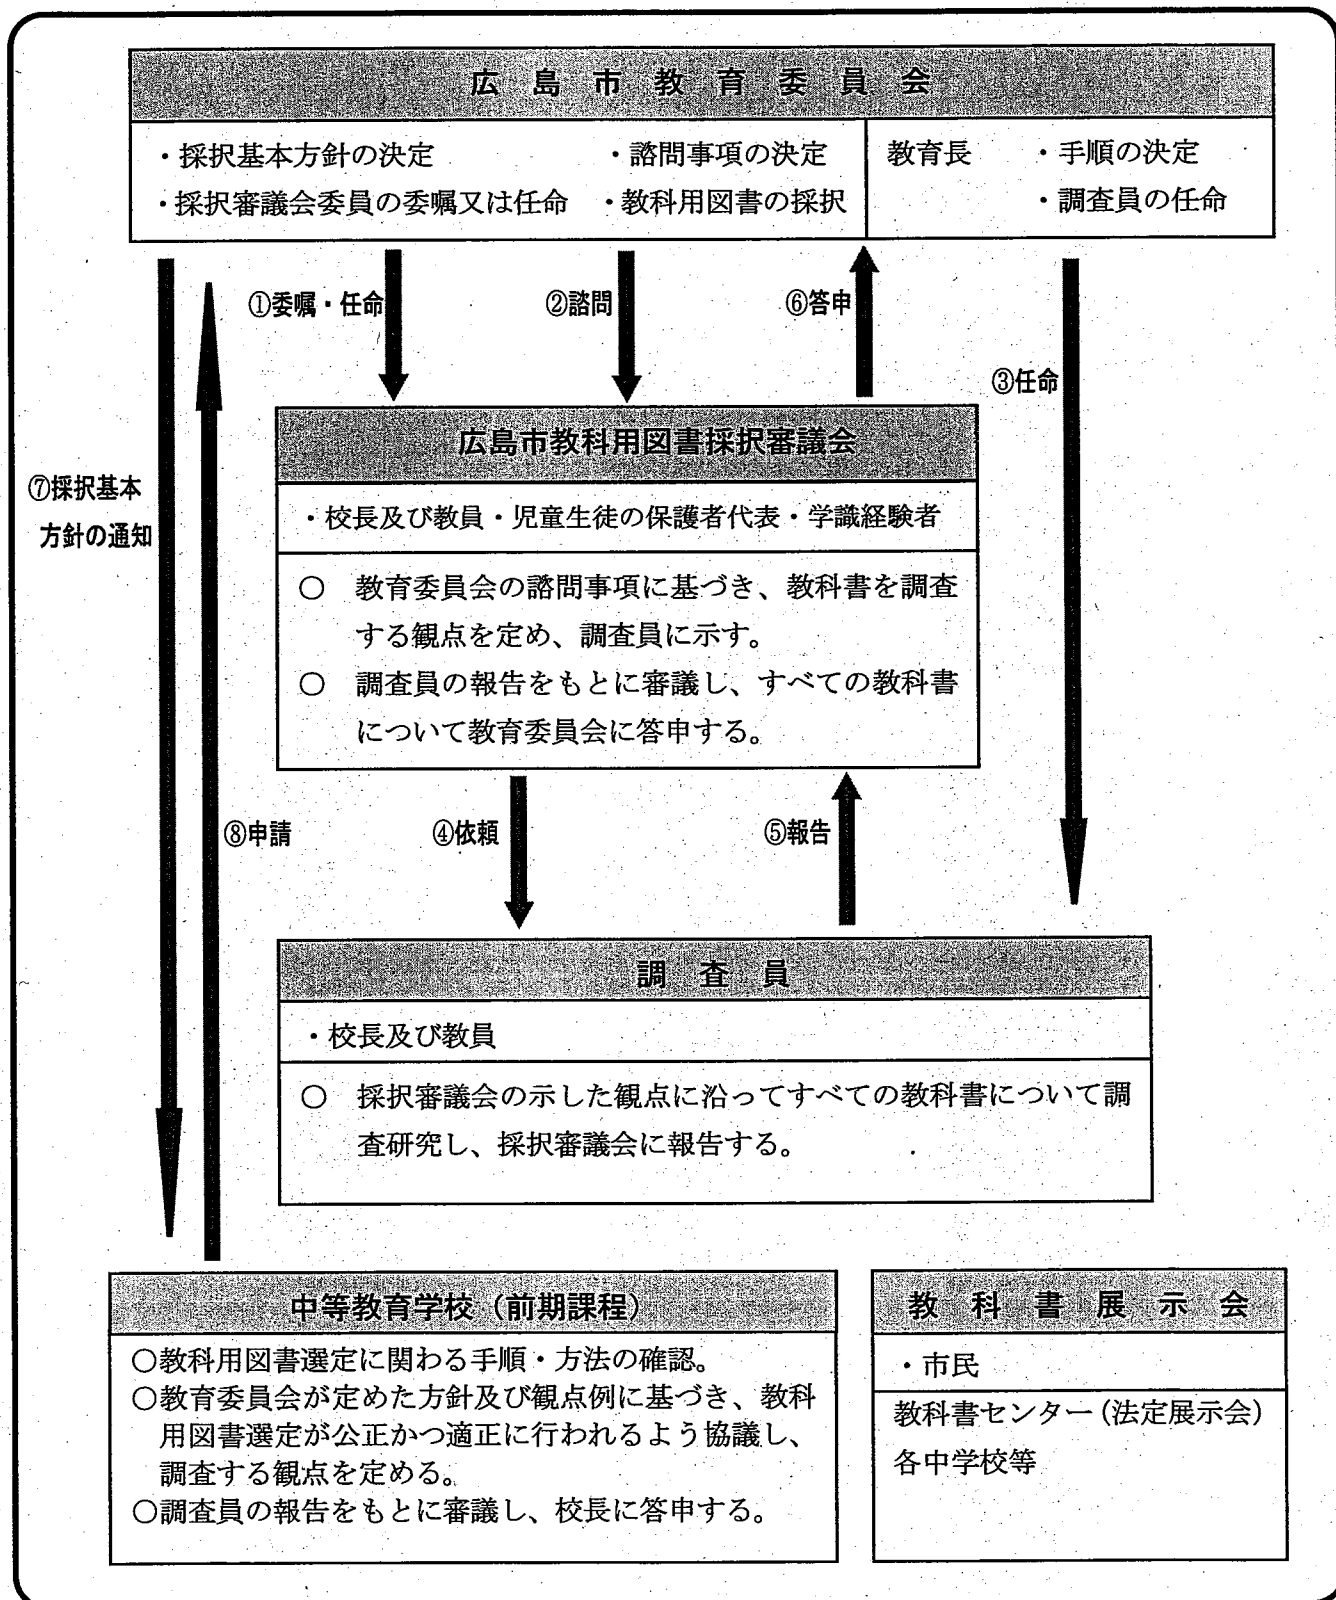 広島市教育委員会
・採択基本方針の決定 ・諮問事項の決定
・採択審議会委員の委嘱又は任命 ・教科用図書の採択
教育長 ・手順の決定
・調査員の任命
①委嘱・任命
②諮問
⑥答申
③任命
広島市教科用図書採択審議会
・校長及び教員・児童生徒の保護者代表・学識経験者
○ 教育委員会の諮問事項に基づき、教科書を調査
する観点を定め、調査員に示す。
○ 調査員の報告をもとに審議し、すべての教科書
について教育委員会に答申する。
⑦採択基本
方針の通知
⑧申請
④依頼
⑤報告
調査員
・校長及び教員
○ 採択審議会の示した観点に沿ってすべての教科書について調
査研究し、採択審議会に報告する。
中等教育学校（前期課程）
○教科用図書選定に関わる手順・方法の確認。
○教育委員会が定めた方針及び観点例に基づき、教科
用図書選定が公正かつ適正に行われるよう協議し、
調査する観点を定める。
○調査員の報告をもとに審議し、校長に答申する。
教科書展示会
・市民
教科書センター（法定展示会）
各中学校等